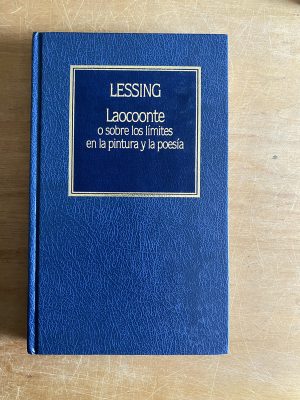 LESSING
Laocoonte
o sobre los límites
en la pintura y la poesía